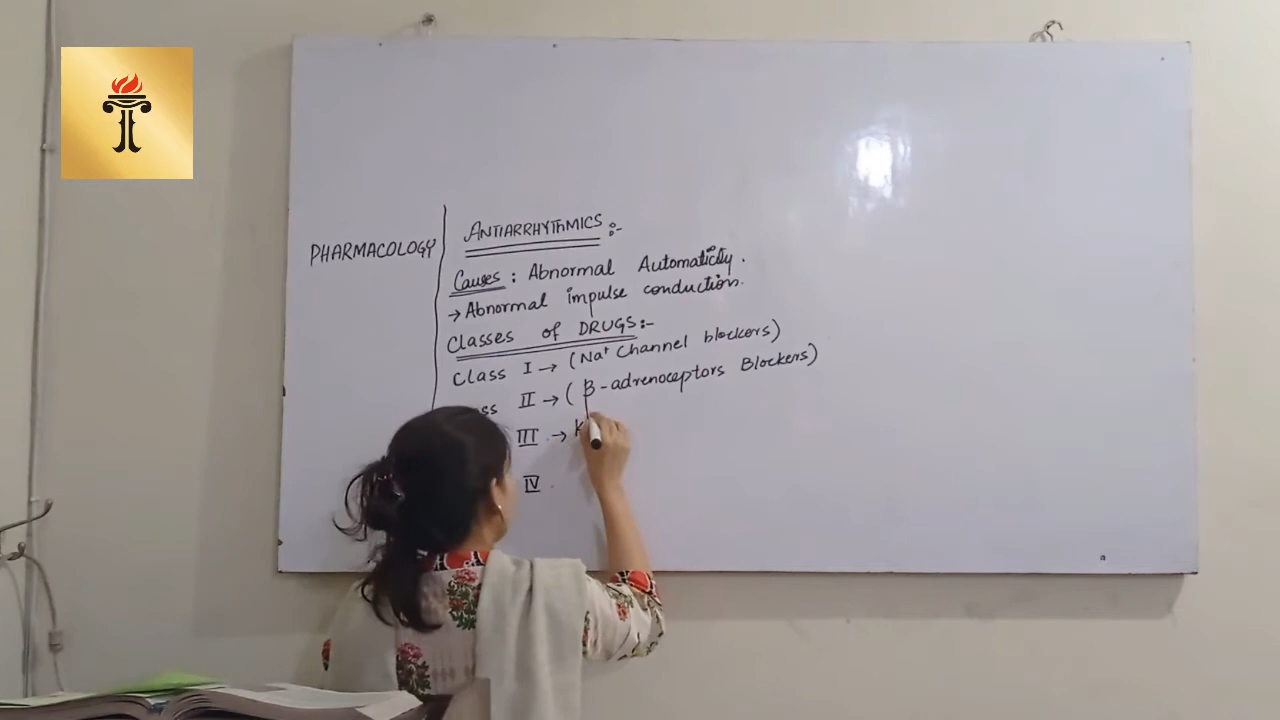 PHARMACOLOGY
ANTIARRHYTHMICS :-
Causes : Abnormal Automaticity .
→ Abnormal impulse conduction.
Classes of DRUGS:-
Class I → (Na⁺ Channel blockers)
ss II → ( β-adrenoceptors Blockers)
III → K
IV